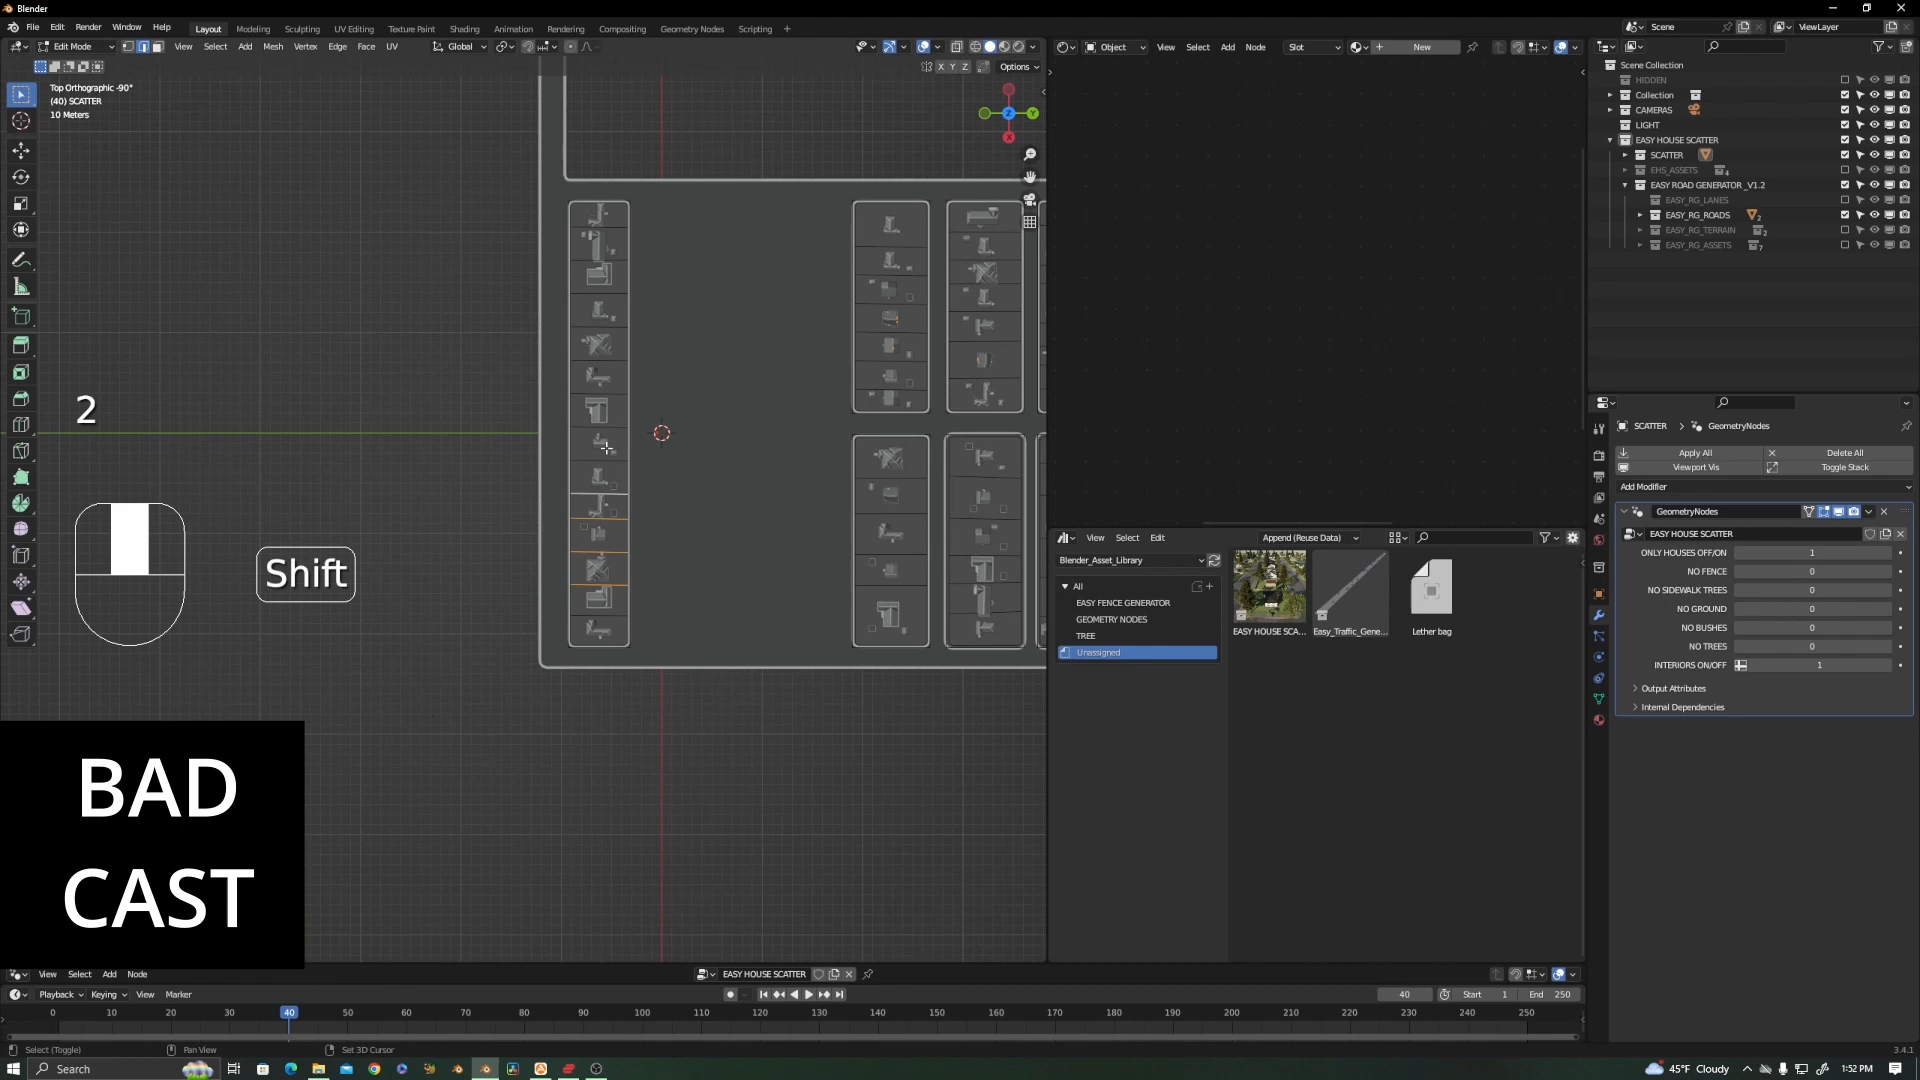 Blender
File Edit Render Window Help
Layout Modeling Sculpting UV Editing Texture Paint Shading Animation Rendering Compositing Geometry Nodes Scripting +
Scene
ViewLayer
Edit Mode View Select Add Mesh Vertex Edge Face UV
Global
Object View Select Add Node Slot New
X Y Z Options
Top Orthographic -90°
(40) SCATTER
10 Meters
Scene Collection
HIDDEN
Collection
CAMERAS
LIGHT
EASY HOUSE SCATTER
SCATTER
EHS_ASSETS 4
EASY ROAD GENERATOR _V1.2
EASY_RG_LANES
EASY_RG_ROADS 2
EASY_RG_TERRAIN 2
EASY_RG_ASSETS 7
2
Shift
BAD
CAST
SCATTER > GeometryNodes
Apply All Delete All
Viewport Vis Toggle Stack
Add Modifier
GeometryNodes
EASY HOUSE SCATTER
ONLY HOUSES OFF/ON 1
NO FENCE 0
NO SIDEWALK TREES 0
NO GROUND 0
NO BUSHES 0
NO TREES 0
INTERIORS ON/OFF 1
Output Attributes
Internal Dependencies
View Select Edit Append (Reuse Data)
Blender_Asset_Library
All
EASY FENCE GENERATOR
GEOMETRY NODES
TREE
Unassigned
EASY HOUSE SCA... Easy_Traffic_Gene... Lether bag
View Select Add Node EASY HOUSE SCATTER
Playback Keying View Marker 40 Start 1 End 250
0 10 20 30 40 50 60 70 80 90 100 110 120 130 140 150 160 170 180 190 200 210 220 230 240 250
Select (Toggle) Pan View Set 3D Cursor 3.4.1
Search 45°F Cloudy 1:52 PM